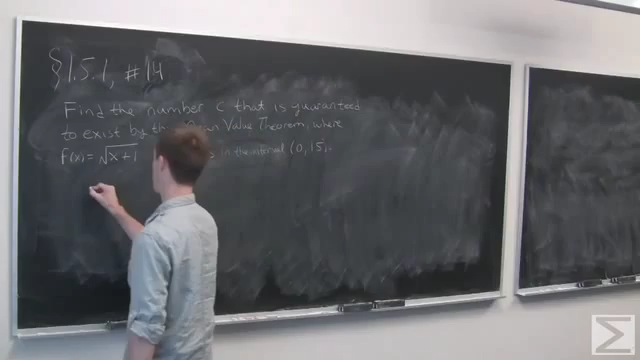 §1.5.1, #14
Find the number c that is guaranteed
to exist by the Mean Value Theorem, where
f(x) = √x+1 in the interval (0,15).
Σ